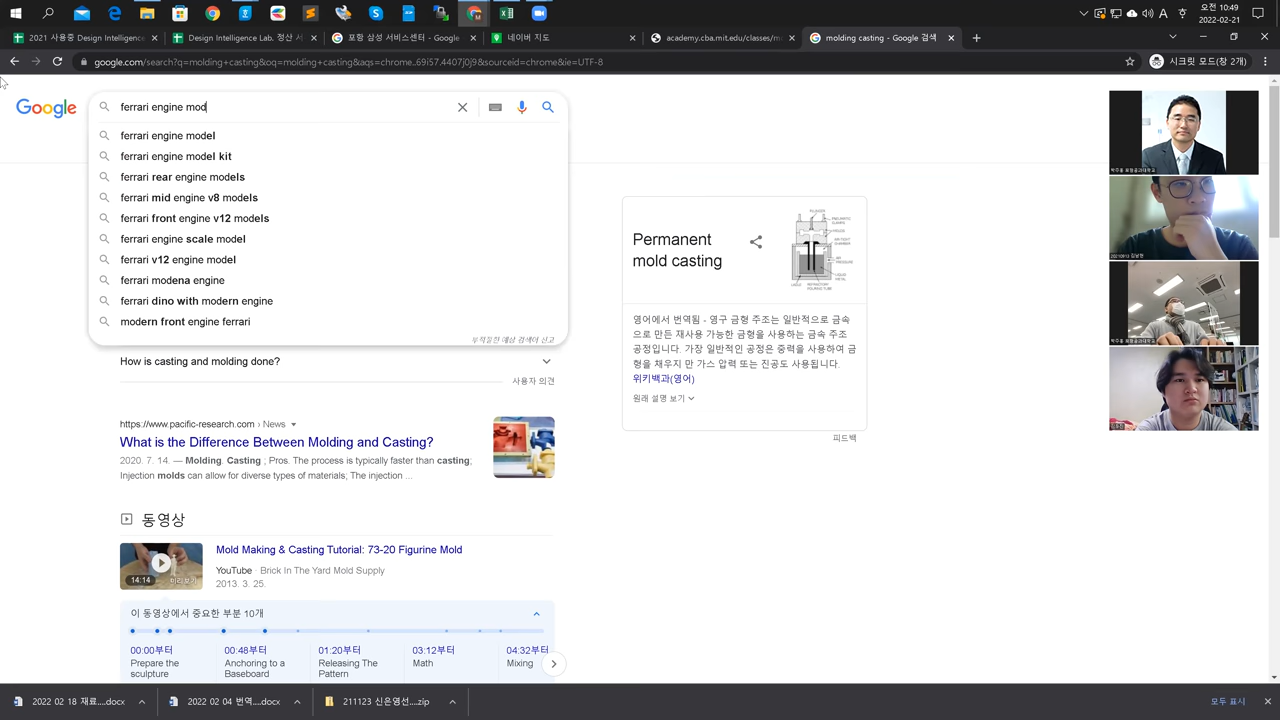 오전 10:49
2022-02-21
2021 사용중 Design Intelligence
Design Intelligence Lab. 정산 서
포항 삼성 서비스센터 - Google
네이버 지도
academy.cba.mit.edu/classes/m
molding casting - Google 검색
google.com/search?q=molding+casting&oq=molding+casting&aqs=chrome..69i57.4407j0j9&sourceid=chrome&ie=UTF-8
시크릿 모드(창 2개)
Google
ferrari engine mod
ferrari engine model
ferrari engine model kit
ferrari rear engine models
ferrari mid engine v8 models
ferrari front engine v12 models
ferrari engine scale model
ferrari v12 engine model
ferrari modena engine
ferrari dino with modern engine
modern front engine ferrari
부적절한 예상 검색어 신고
How is casting and molding done?
사용자 의견
https://www.pacific-research.com › News
What is the Difference Between Molding and Casting?
2020. 7. 14. — Molding. Casting ; Pros. The process is typically faster than casting;
Injection molds can allow for diverse types of materials; The injection ...
동영상
Mold Making & Casting Tutorial: 73-20 Figurine Mold
YouTube · Brick In The Yard Mold Supply
2013. 3. 25.
14:14
미리보기
이 동영상에서 중요한 부분 10개
00:00부터
Prepare the
sculpture
00:48부터
Anchoring to a
Baseboard
01:20부터
Releasing The
Pattern
03:12부터
Math
04:32부터
Mixing
Permanent
mold casting
영어에서 번역됨 - 영구 금형 주조는 일반적으로 금속
으로 만든 재사용 가능한 금형을 사용하는 금속 주조
공정입니다. 가장 일반적인 공정은 중력을 사용하여 금
형을 채우지 만 가스 압력 또는 진공도 사용됩니다.
위키백과(영어)
원래 설명 보기
피드백
2022 02 18 재료....docx
2022 02 04 번역....docx
211123 신은영선....zip
모두 표시